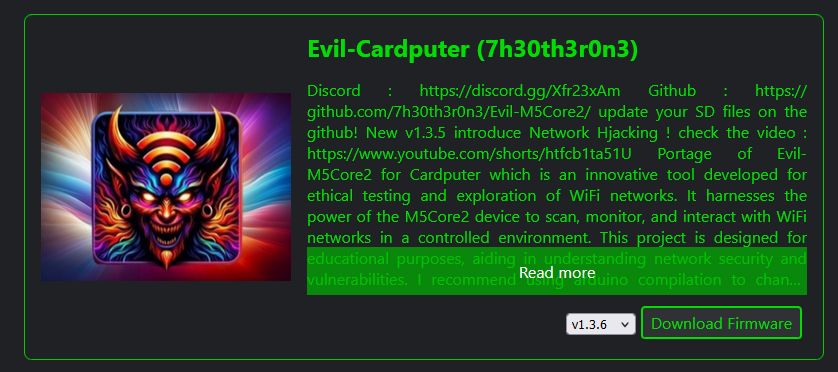 Evil-Cardputer (7h30th3r0n3)
Discord : https://discord.gg/Xfr23xAm Github : https://
github.com/7h30th3r0n3/Evil-M5Core2/ update your SD files on the
github! New v1.3.5 introduce Network Hjacking ! check the video :
https://www.youtube.com/shorts/htfcb1ta51U Portage of Evil-
M5Core2 for Cardputer which is an innovative tool developed for
ethical testing and exploration of WiFi networks. It harnesses the
power of the M5Core2 device to scan, monitor, and interact with WiFi
networks in a controlled environment. This project is designed for
educational purposes, aiding in understanding network security and
Read more
vulnerabilities. I recommend using arduino compilation to chan...
v1.3.6
Download Firmware